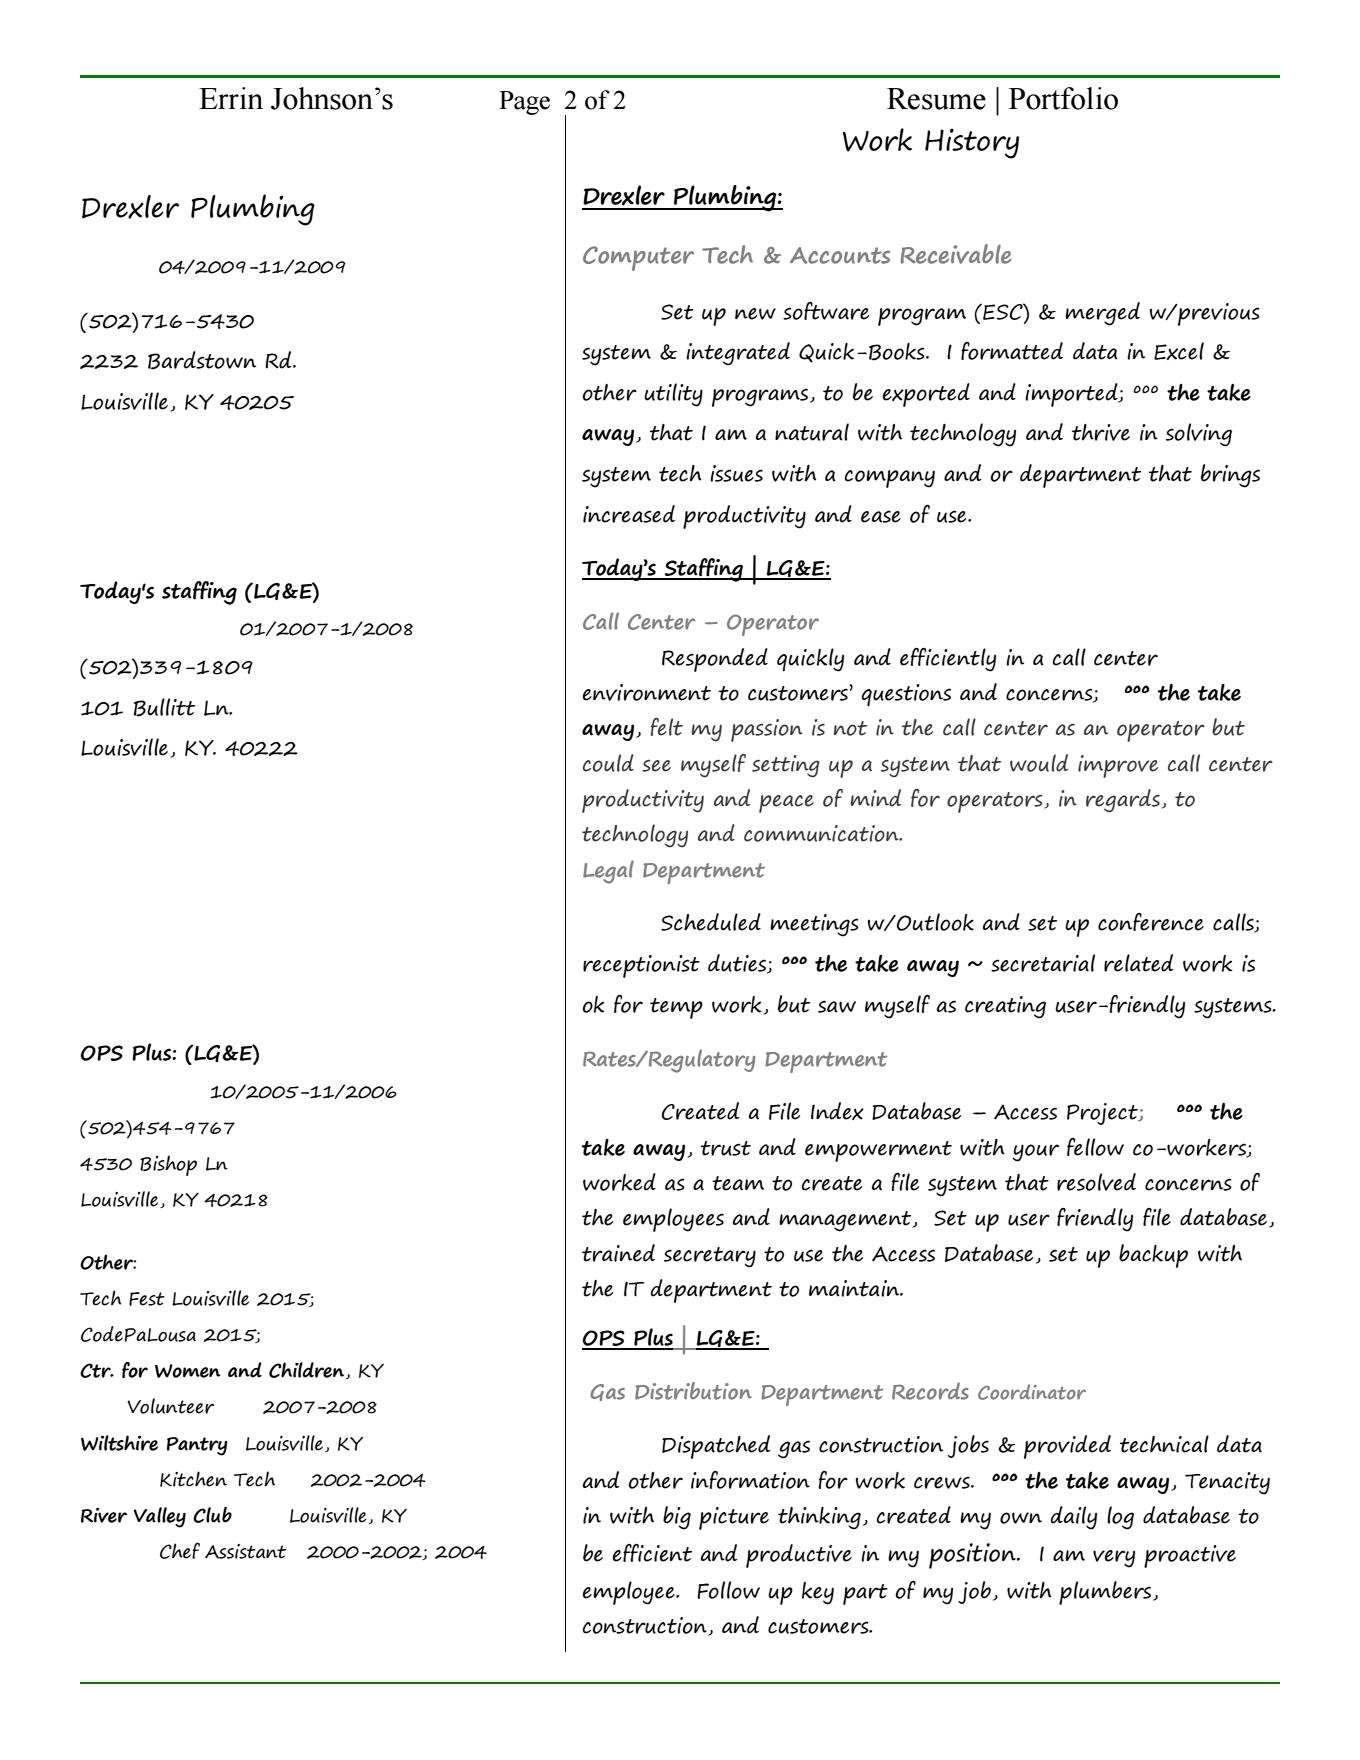 Errin Johnson’s Page 2 of 2 Resume | Portfolio
Work History
Drexler Plumbing
04/2009-11/2009
(502)716-5430
2232 Bardstown Rd.
Louisville, KY 40205
Today's staffing (LG&E)
01/2007-1/2008
(502)339-1809
101 Bullitt Ln.
Louisville, KY. 40222
OPS Plus: (LG&E)
10/2005-11/2006
(502)454-9767
4530 Bishop Ln
Louisville, KY 40218
Other:
Tech Fest Louisville 2015;
CodePaLousa 2015;
Ctr. for Women and Children, KY
Volunteer 2007-2008
Wiltshire Pantry Louisville, KY
Kitchen Tech 2002-2004
River Valley Club Louisville, KY
Chef Assistant 2000-2002; 2004
Drexler Plumbing:
Computer Tech & Accounts Receivable
Set up new software program (ESC) & merged w/previous
system & integrated Quick-Books. I formatted data in Excel &
other utility programs, to be exported and imported; ººº the take
away, that I am a natural with technology and thrive in solving
system tech issues with a company and or department that brings
increased productivity and ease of use.
Today’s Staffing | LG&E:
Call Center – Operator
Responded quickly and efficiently in a call center
environment to customers’ questions and concerns; ººº the take
away, felt my passion is not in the call center as an operator but
could see myself setting up a system that would improve call center
productivity and peace of mind for operators, in regards, to
technology and communication.
Legal Department
Scheduled meetings w/Outlook and set up conference calls;
receptionist duties; ººº the take away ~ secretarial related work is
ok for temp work, but saw myself as creating user-friendly systems.
Rates/Regulatory Department
Created a File Index Database – Access Project; ººº the
take away, trust and empowerment with your fellow co-workers;
worked as a team to create a file system that resolved concerns of
the employees and management, Set up user friendly file database,
trained secretary to use the Access Database, set up backup with
the IT department to maintain.
OPS Plus | LG&E:
Gas Distribution Department Records Coordinator
Dispatched gas construction jobs & provided technical data
and other information for work crews. ººº the take away, Tenacity
in with big picture thinking, created my own daily log database to
be efficient and productive in my position. I am very proactive
employee. Follow up key part of my job, with plumbers,
construction, and customers.